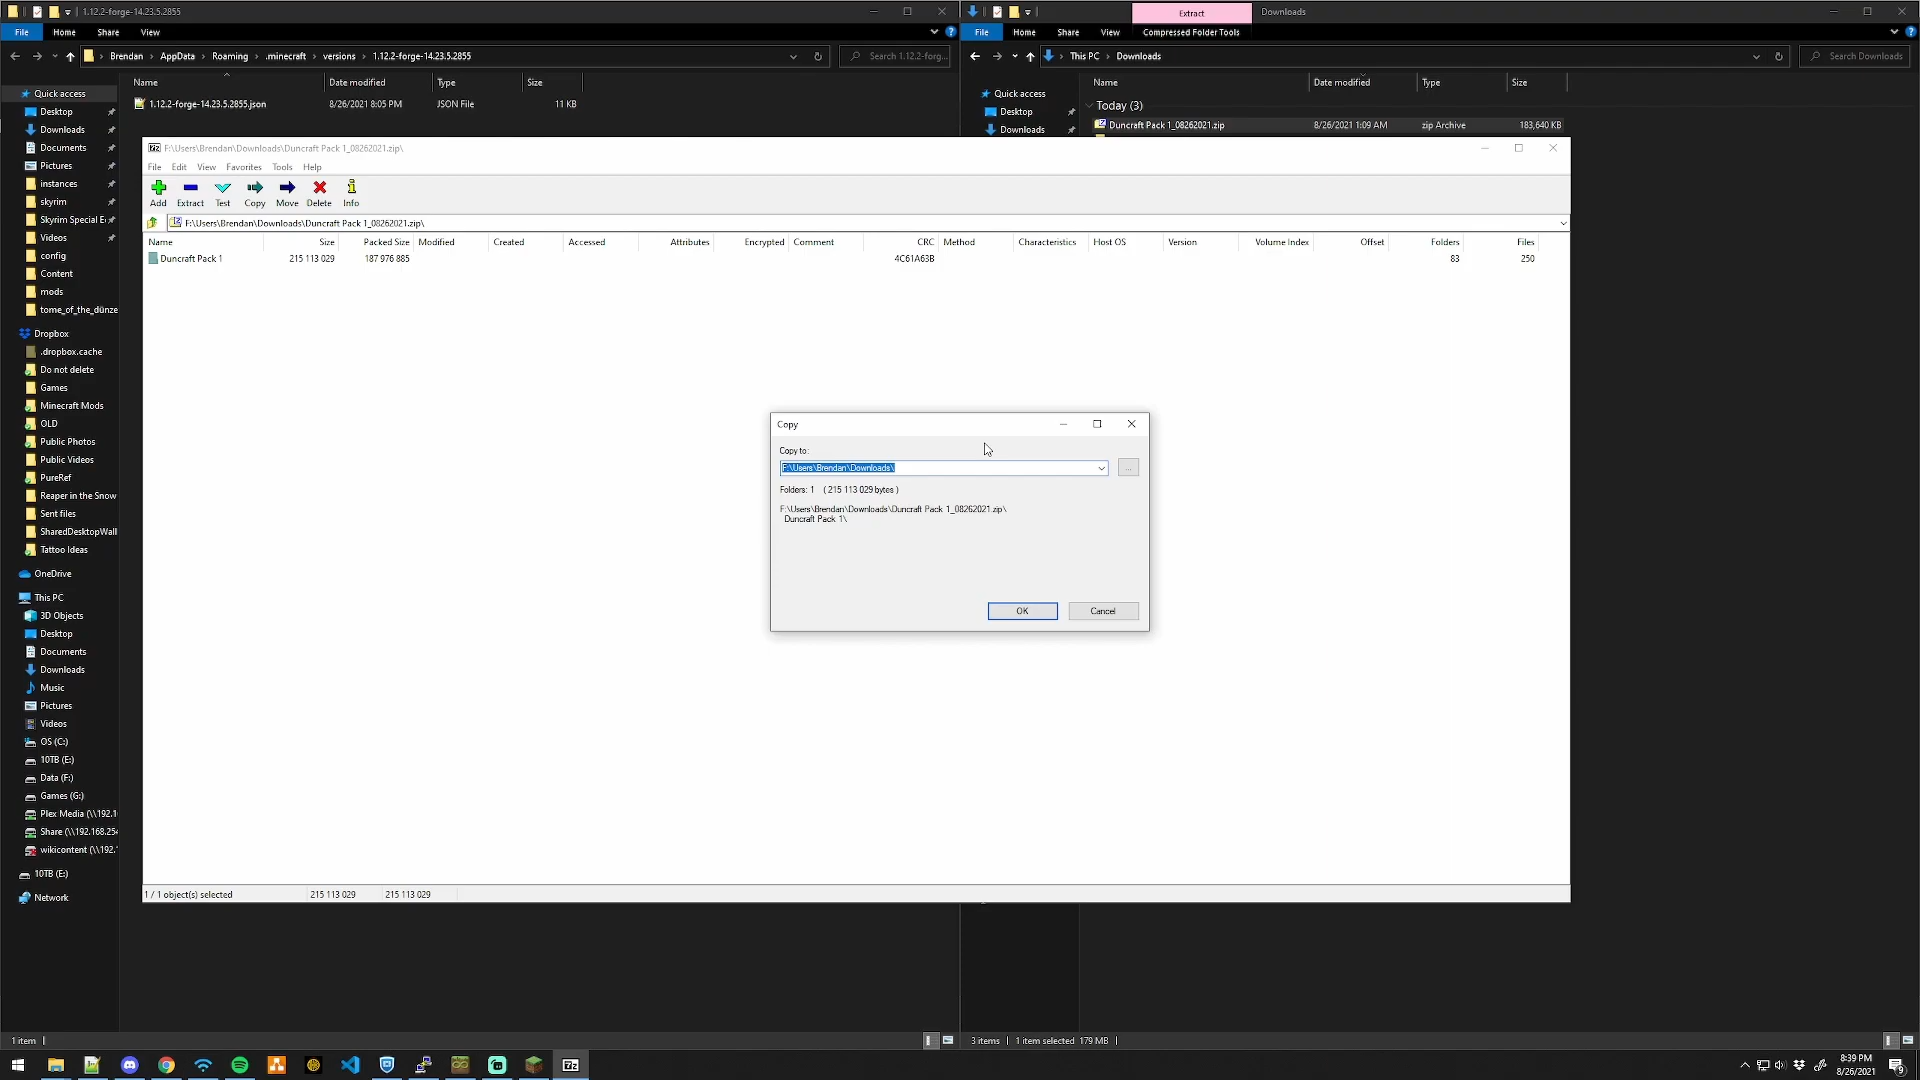 1.12.2-forge-14.23.5.2855
File Home Share View
Brendan › AppData › Roaming › .minecraft › versions › 1.12.2-forge-14.23.5.2855
Search 1.12.2-forg...
Name Date modified Type Size
1.12.2-forge-14.23.5.2855.json 8/26/2021 8:05 PM JSON File 11 KB
Quick access
Desktop
Downloads
Documents
Pictures
instances
skyrim
Skyrim Special E
Videos
config
Content
mods
tome_of_the_dünze
Dropbox
.dropbox.cache
Do not delete
Games
Minecraft Mods
OLD
Public Photos
Public Videos
PureRef
Reaper in the Snow
Sent files
SharedDesktopWall
Tattoo Ideas
OneDrive
This PC
3D Objects
Desktop
Documents
Downloads
Music
Pictures
Videos
OS (C:)
10TB (E:)
Data (F:)
Games (G:)
Plex Media (\\192.1
Share (\\192.168.254
wikicontent (\\192.
10TB (E:)
Network
1 item
Extract Downloads
File Home Share View Compressed Folder Tools
This PC › Downloads
Search Downloads
Name Date modified Type Size
Quick access
Desktop
Downloads
Today (3)
Duncraft Pack 1_08262021.zip 8/26/2021 1:09 AM zip Archive 183,640 KB
3 items 1 item selected 179 MB
F:\Users\Brendan\Downloads\Duncraft Pack 1_08262021.zip\
File Edit View Favorites Tools Help
Add Extract Test Copy Move Delete Info
F:\Users\Brendan\Downloads\Duncraft Pack 1_08262021.zip\
Name Size Packed Size Modified Created Accessed Attributes Encrypted Comment CRC Method Characteristics Host OS Version Volume Index Offset Folders Files
Duncraft Pack 1 215 113 029 187 976 885 4C61A63B 83 250
1 / 1 object(s) selected 215 113 029 215 113 029
Copy
Copy to:
F:\Users\Brendan\Downloads\
...
Folders: 1 ( 215 113 029 bytes )
F:\Users\Brendan\Downloads\Duncraft Pack 1_08262021.zip\
Duncraft Pack 1\
OK Cancel
8:39 PM
8/26/2021